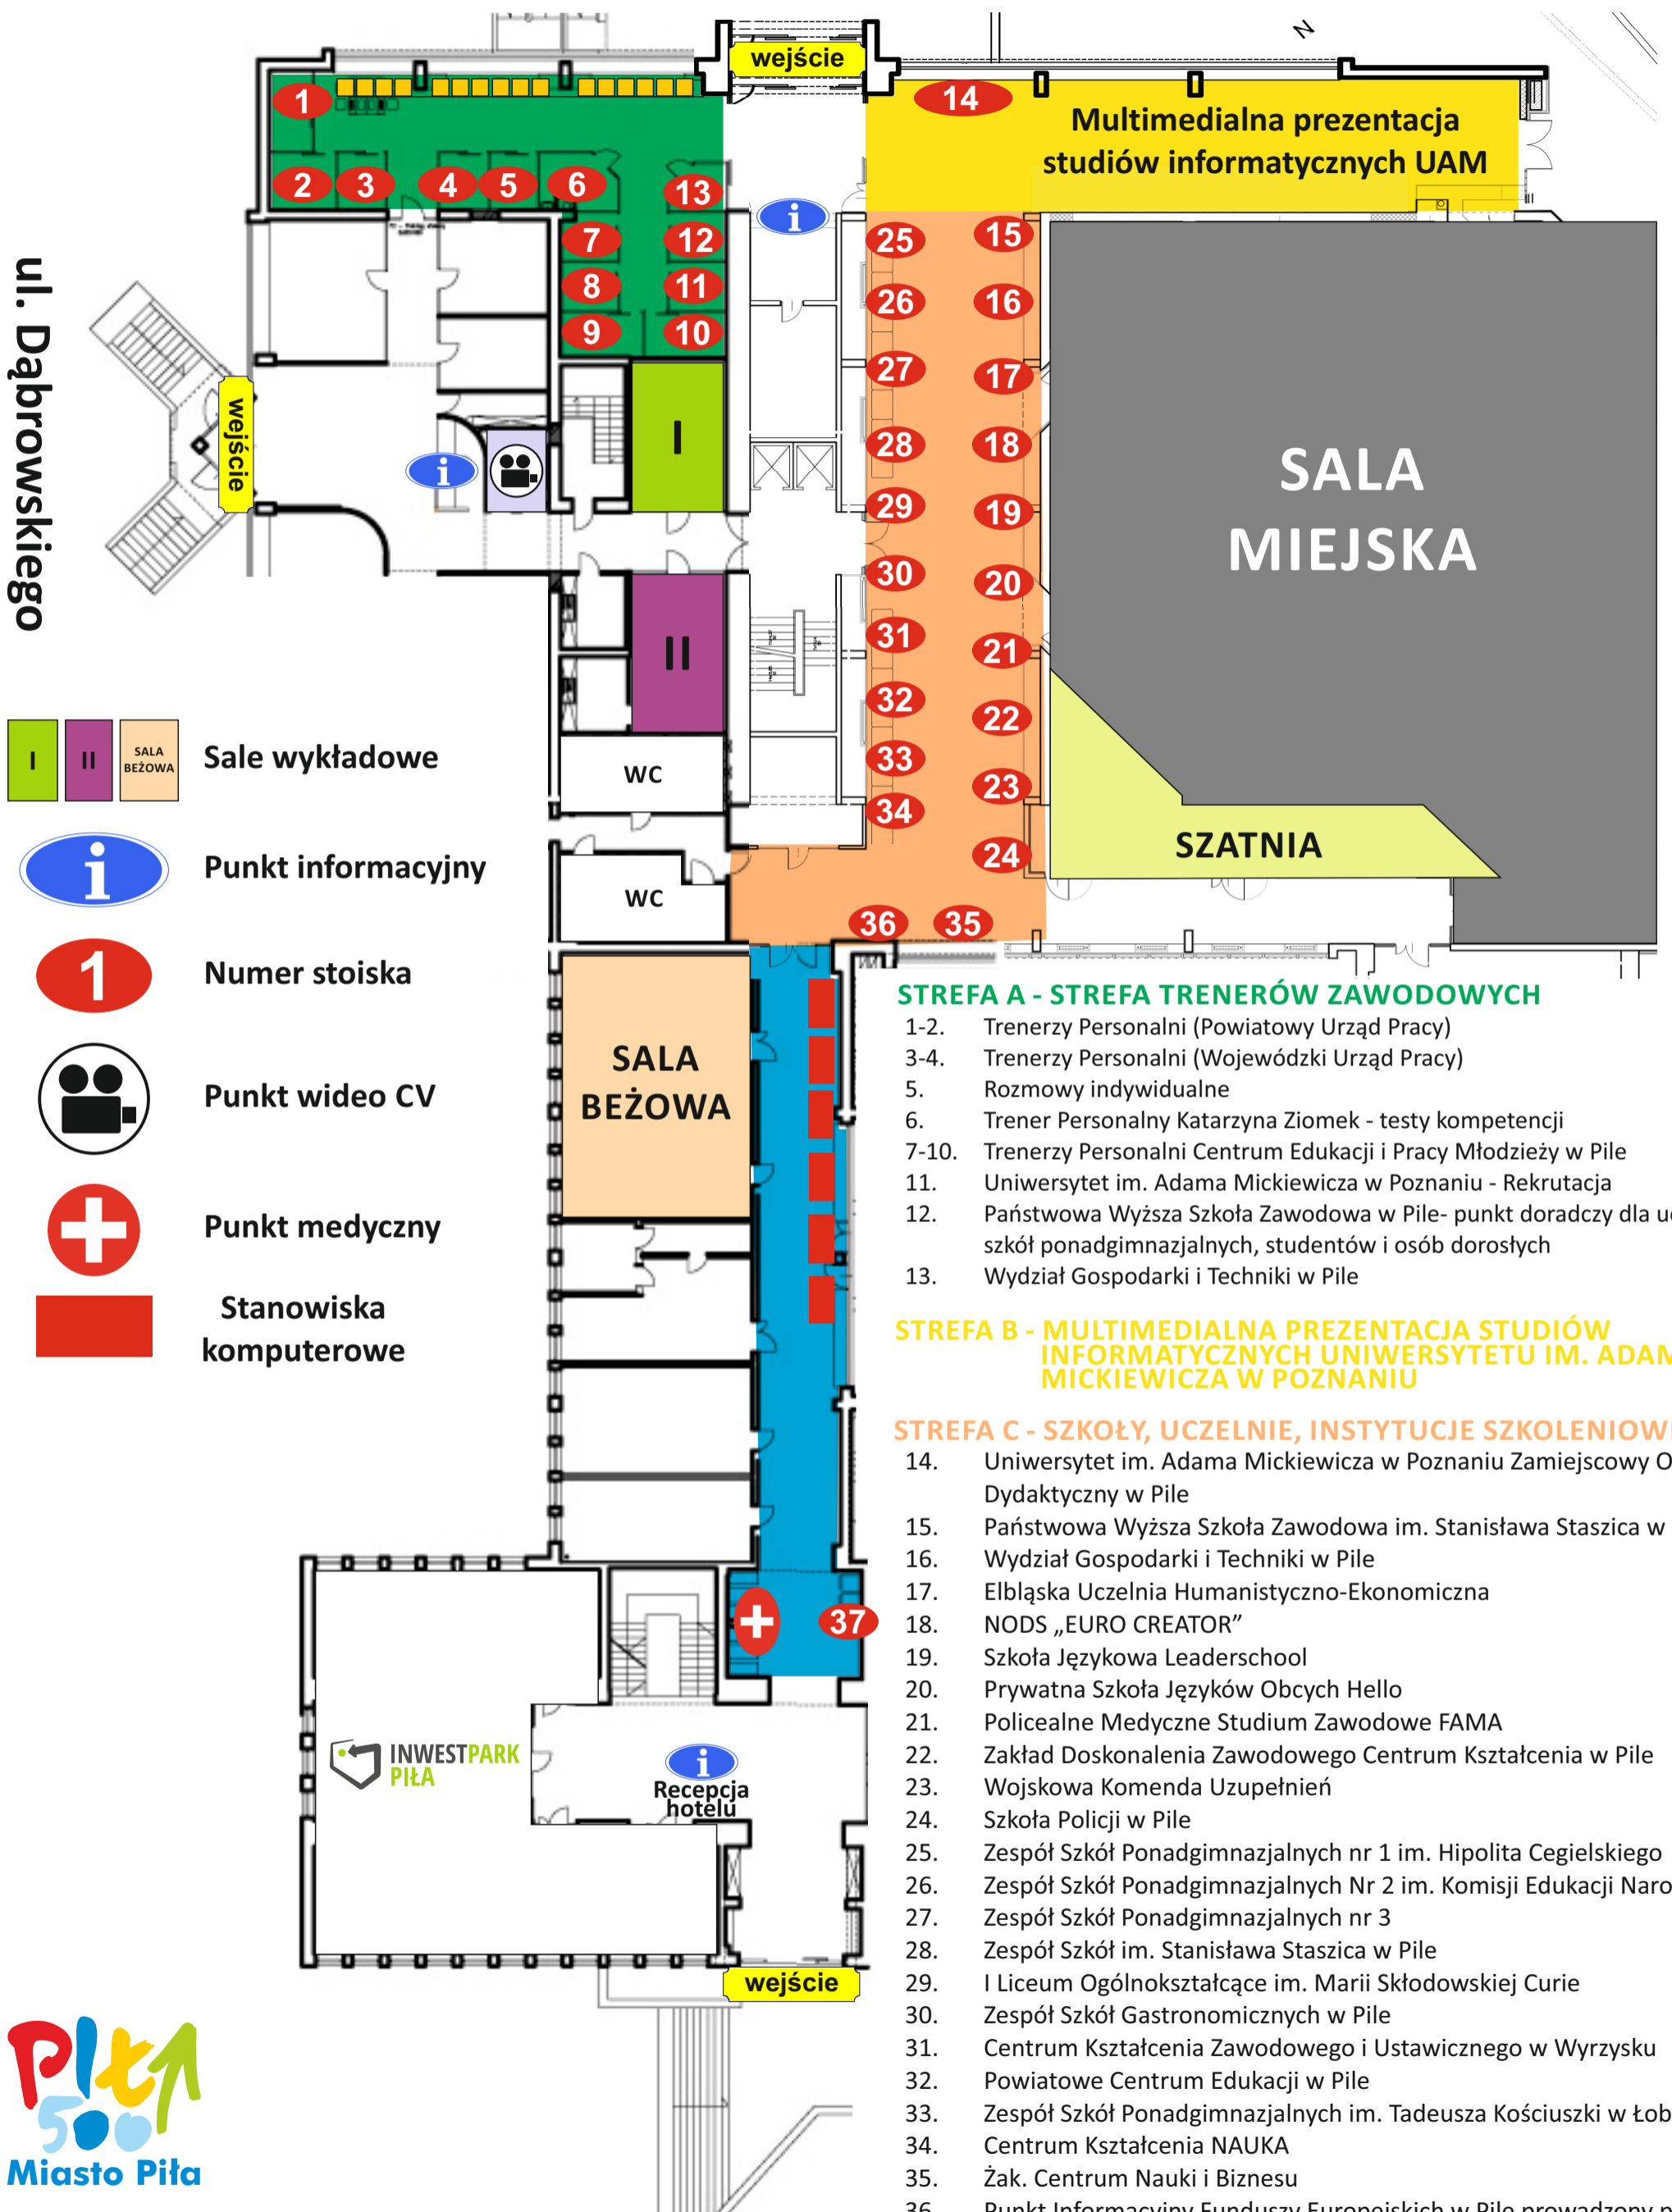 wejście
N
1
14
Multimedialna prezentacja
studiów informatycznych UAM
2
3
4
5
6
13
i
7
12
25
15
8
11
26
16
9
10
27
17
ul. Dąbrowskiego
wejście
i
I
28
18
SALA
MIEJSKA
29
19
30
20
II
31
21
32
22
33
23
34
24
SZATNIA
36
35
I
II
SALA
BEŻOWA
Sale wykładowe
WC
WC
i
Punkt informacyjny
1
Numer stoiska
Punkt wideo CV
Punkt medyczny
Stanowiska
komputerowe
SALA
BEŻOWA
37
INWESTPARK
PIŁA
i
Recepcja
hotelu
wejście
STREFA A - STREFA TRENERÓW ZAWODOWYCH
1-2. Trenerzy Personalni (Powiatowy Urząd Pracy)
3-4. Trenerzy Personalni (Wojewódzki Urząd Pracy)
5. Rozmowy indywidualne
6. Trener Personalny Katarzyna Ziomek - testy kompetencji
7-10. Trenerzy Personalni Centrum Edukacji i Pracy Młodzieży w Pile
11. Uniwersytet im. Adama Mickiewicza w Poznaniu - Rekrutacja
12. Państwowa Wyższa Szkoła Zawodowa w Pile- punkt doradczy dla
szkół ponadgimnazjalnych, studentów i osób dorosłych
13. Wydział Gospodarki i Techniki w Pile
STREFA B - MULTIMEDIALNA PREZENTACJA STUDIÓW
INFORMATYCZNYCH UNIWERSYTETU IM. ADAM
MICKIEWICZA W POZNANIU
STREFA C - SZKOŁY, UCZELNIE, INSTYTUCJE SZKOLENIOW
14. Uniwersytet im. Adama Mickiewicza w Poznaniu Zamiejscowy O
Dydaktyczny w Pile
15. Państwowa Wyższa Szkoła Zawodowa im. Stanisława Staszica w
16. Wydział Gospodarki i Techniki w Pile
17. Elbląska Uczelnia Humanistyczno-Ekonomiczna
18. NODS „EURO CREATOR”
19. Szkoła Językowa Leaderschool
20. Prywatna Szkoła Języków Obcych Hello
21. Policealne Medyczne Studium Zawodowe FAMA
22. Zakład Doskonalenia Zawodowego Centrum Kształcenia w Pile
23. Wojskowa Komenda Uzupełnień
24. Szkoła Policji w Pile
25. Zespół Szkół Ponadgimnazjalnych nr 1 im. Hipolita Cegielskiego
26. Zespół Szkół Ponadgimnazjalnych Nr 2 im. Komisji Edukacji Naro
27. Zespół Szkół Ponadgimnazjalnych nr 3
28. Zespół Szkół im. Stanisława Staszica w Pile
29. I Liceum Ogólnokształcące im. Marii Skłodowskiej Curie
30. Zespół Szkół Gastronomicznych w Pile
31. Centrum Kształcenia Zawodowego i Ustawicznego w Wyrzysku
32. Powiatowe Centrum Edukacji w Pile
33. Zespół Szkół Ponadgimnazjalnych im. Tadeusza Kościuszki w Łob
34. Centrum Kształcenia NAUKA
35. Żak. Centrum Nauki i Biznesu
36. Punkt Informacyjny Funduszy Europejskich w Pile prowadzony p
Piła
500
Miasto Piła